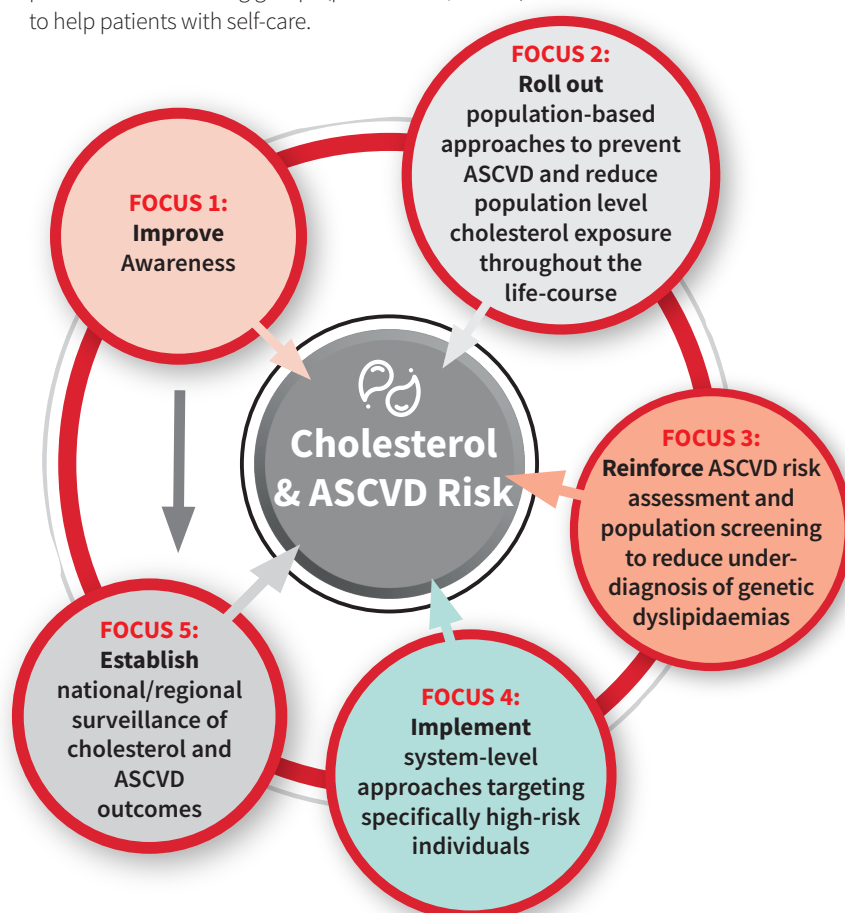 to help patients with self-care.
FOCUS 1:
Improve
Awareness
FOCUS 2:
Roll out
population-based
approaches to prevent
ASCVD and reduce
population level
cholesterol exposure
throughout the
life-course
FOCUS 3:
Reinforce ASCVD risk
assessment and
population screening
to reduce under-
diagnosis of genetic
dyslipidaemias
FOCUS 4:
Implement
system-level
approaches targeting
specifically high-risk
individuals
FOCUS 5:
Establish
national/regional
surveillance of
cholesterol and
ASCVD
outcomes
Cholesterol
& ASCVD Risk